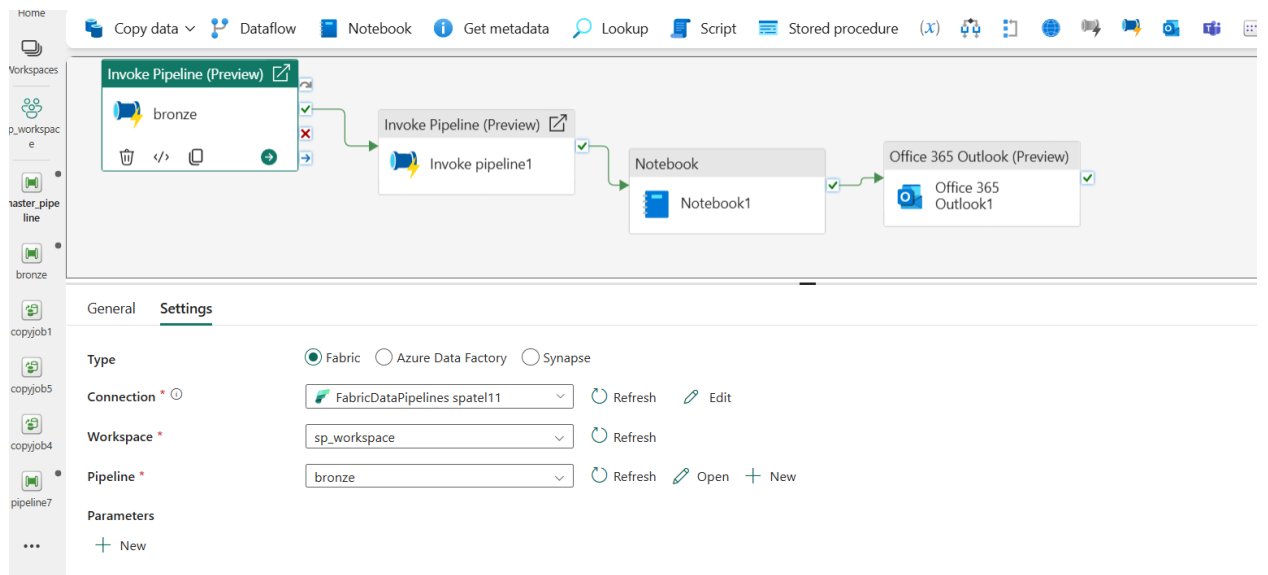 Home
Workspaces
p_workspac
e
master_pipe
line
bronze
copyjob1
copyjob5
copyjob4
pipeline7
Copy data Dataflow Notebook Get metadata Lookup Script Stored procedure (x)
Invoke Pipeline (Preview)
bronze
Invoke Pipeline (Preview)
Invoke pipeline1
Notebook
Notebook1
Office 365 Outlook (Preview)
Office 365
Outlook1
General Settings
Type Fabric Azure Data Factory Synapse
Connection * FabricDataPipelines spatel11 Refresh Edit
Workspace * sp_workspace Refresh
Pipeline * bronze Refresh Open New
Parameters
New